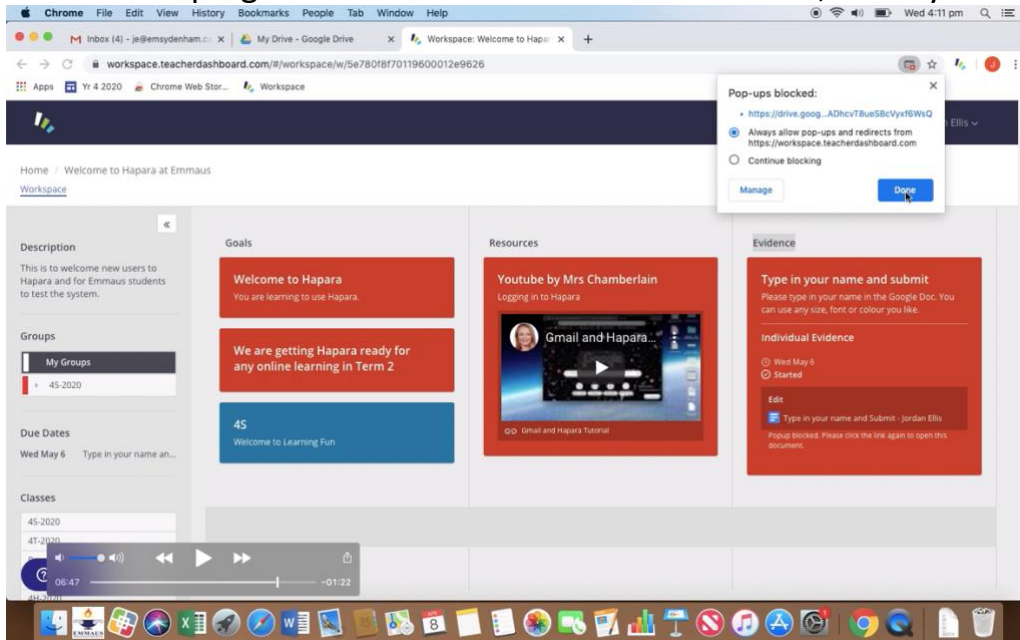 Chrome File Edit View History Bookmarks People Tab Window Help Wed 4:11 pm
Inbox (4) - je@emsydenham.c My Drive - Google Drive Workspace: Welcome to Hapa
workspace.teacherdashboard.com/#/workspace/w/5e780f8f70119600012e9626
Apps Yr 4 2020 Chrome Web Stor... Workspace
Pop-ups blocked:
https://drive.goog...ADhcvTBueSBcVyxf6WsQ
Always allow pop-ups and redirects from
https://workspace.teacherdashboard.com
Continue blocking
Manage Done
Ellis
Home / Welcome to Hapara at Emmaus
Workspace
Description
This is to welcome new users to
Hapara and for Emmaus students
to test the system.
Groups
My Groups
4S-2020
Due Dates
Wed May 6 Type in your name an...
Classes
4S-2020
4T-2020
4H-2020
Goals
Welcome to Hapara
You are learning to use Hapara.
We are getting Hapara ready for
any online learning in Term 2
4S
Welcome to Learning Fun
Resources
Youtube by Mrs Chamberlain
Logging in to Hapara
Gmail and Hapara...
Gmail and Hapara Tutorial
Evidence
Type in your name and submit
Please type in your name in the Google Doc. You
can use any size, font or colour you like.
Individual Evidence
Wed May 6
Started
Edit
Type in your name and Submit - Jordan Ellis
Popup blocked. Please click the link again to open this
document.
06:47 -01:22
EMMAUS
8